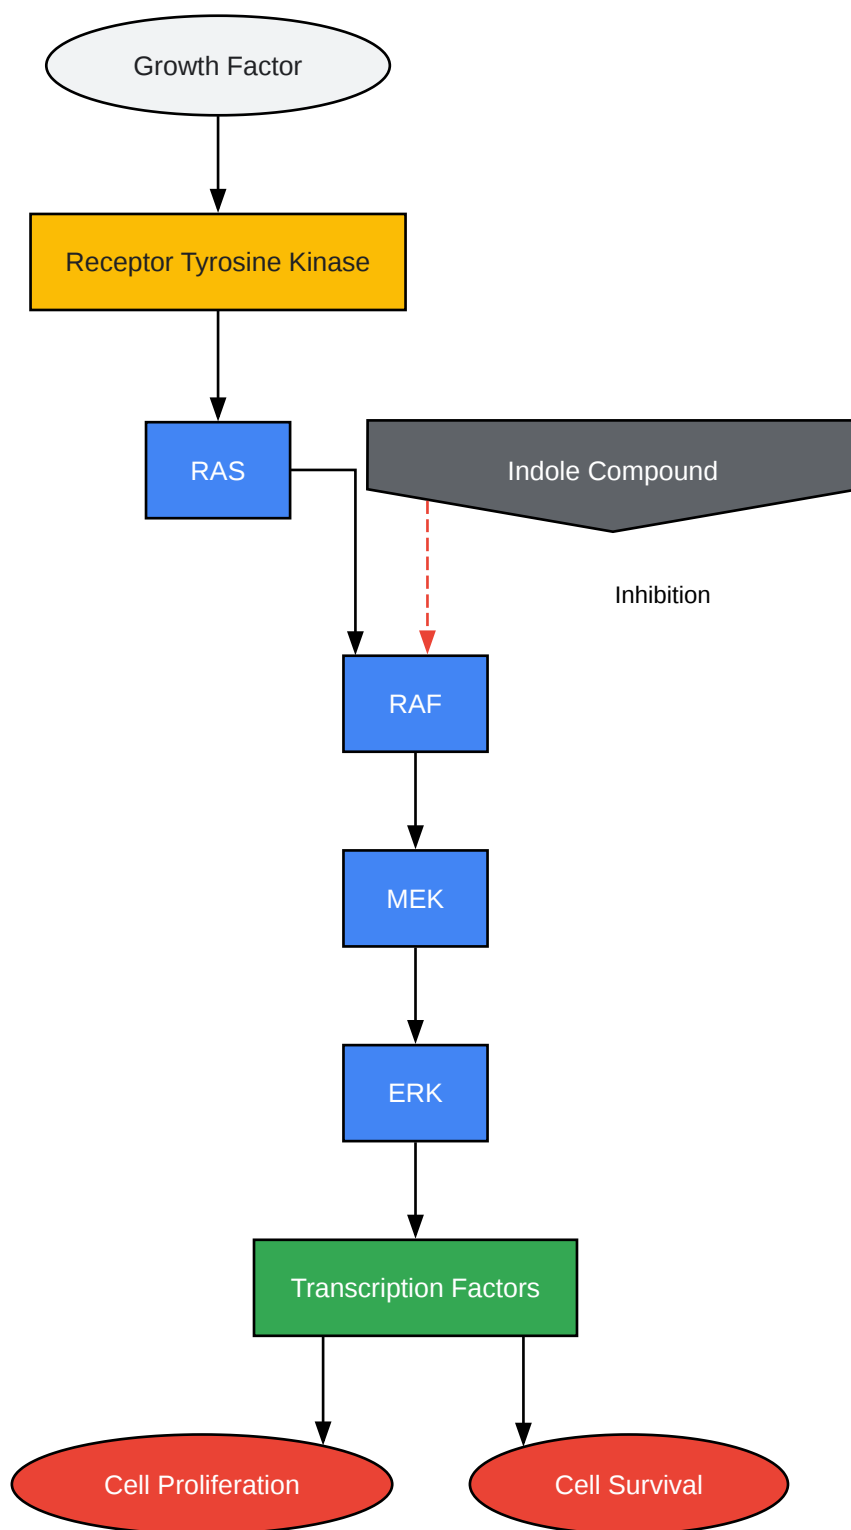 Growth Factor
Receptor Tyrosine Kinase
RAS
Indole Compound
Inhibition
RAF
MEK
ERK
Transcription Factors
Cell Proliferation
Cell Survival